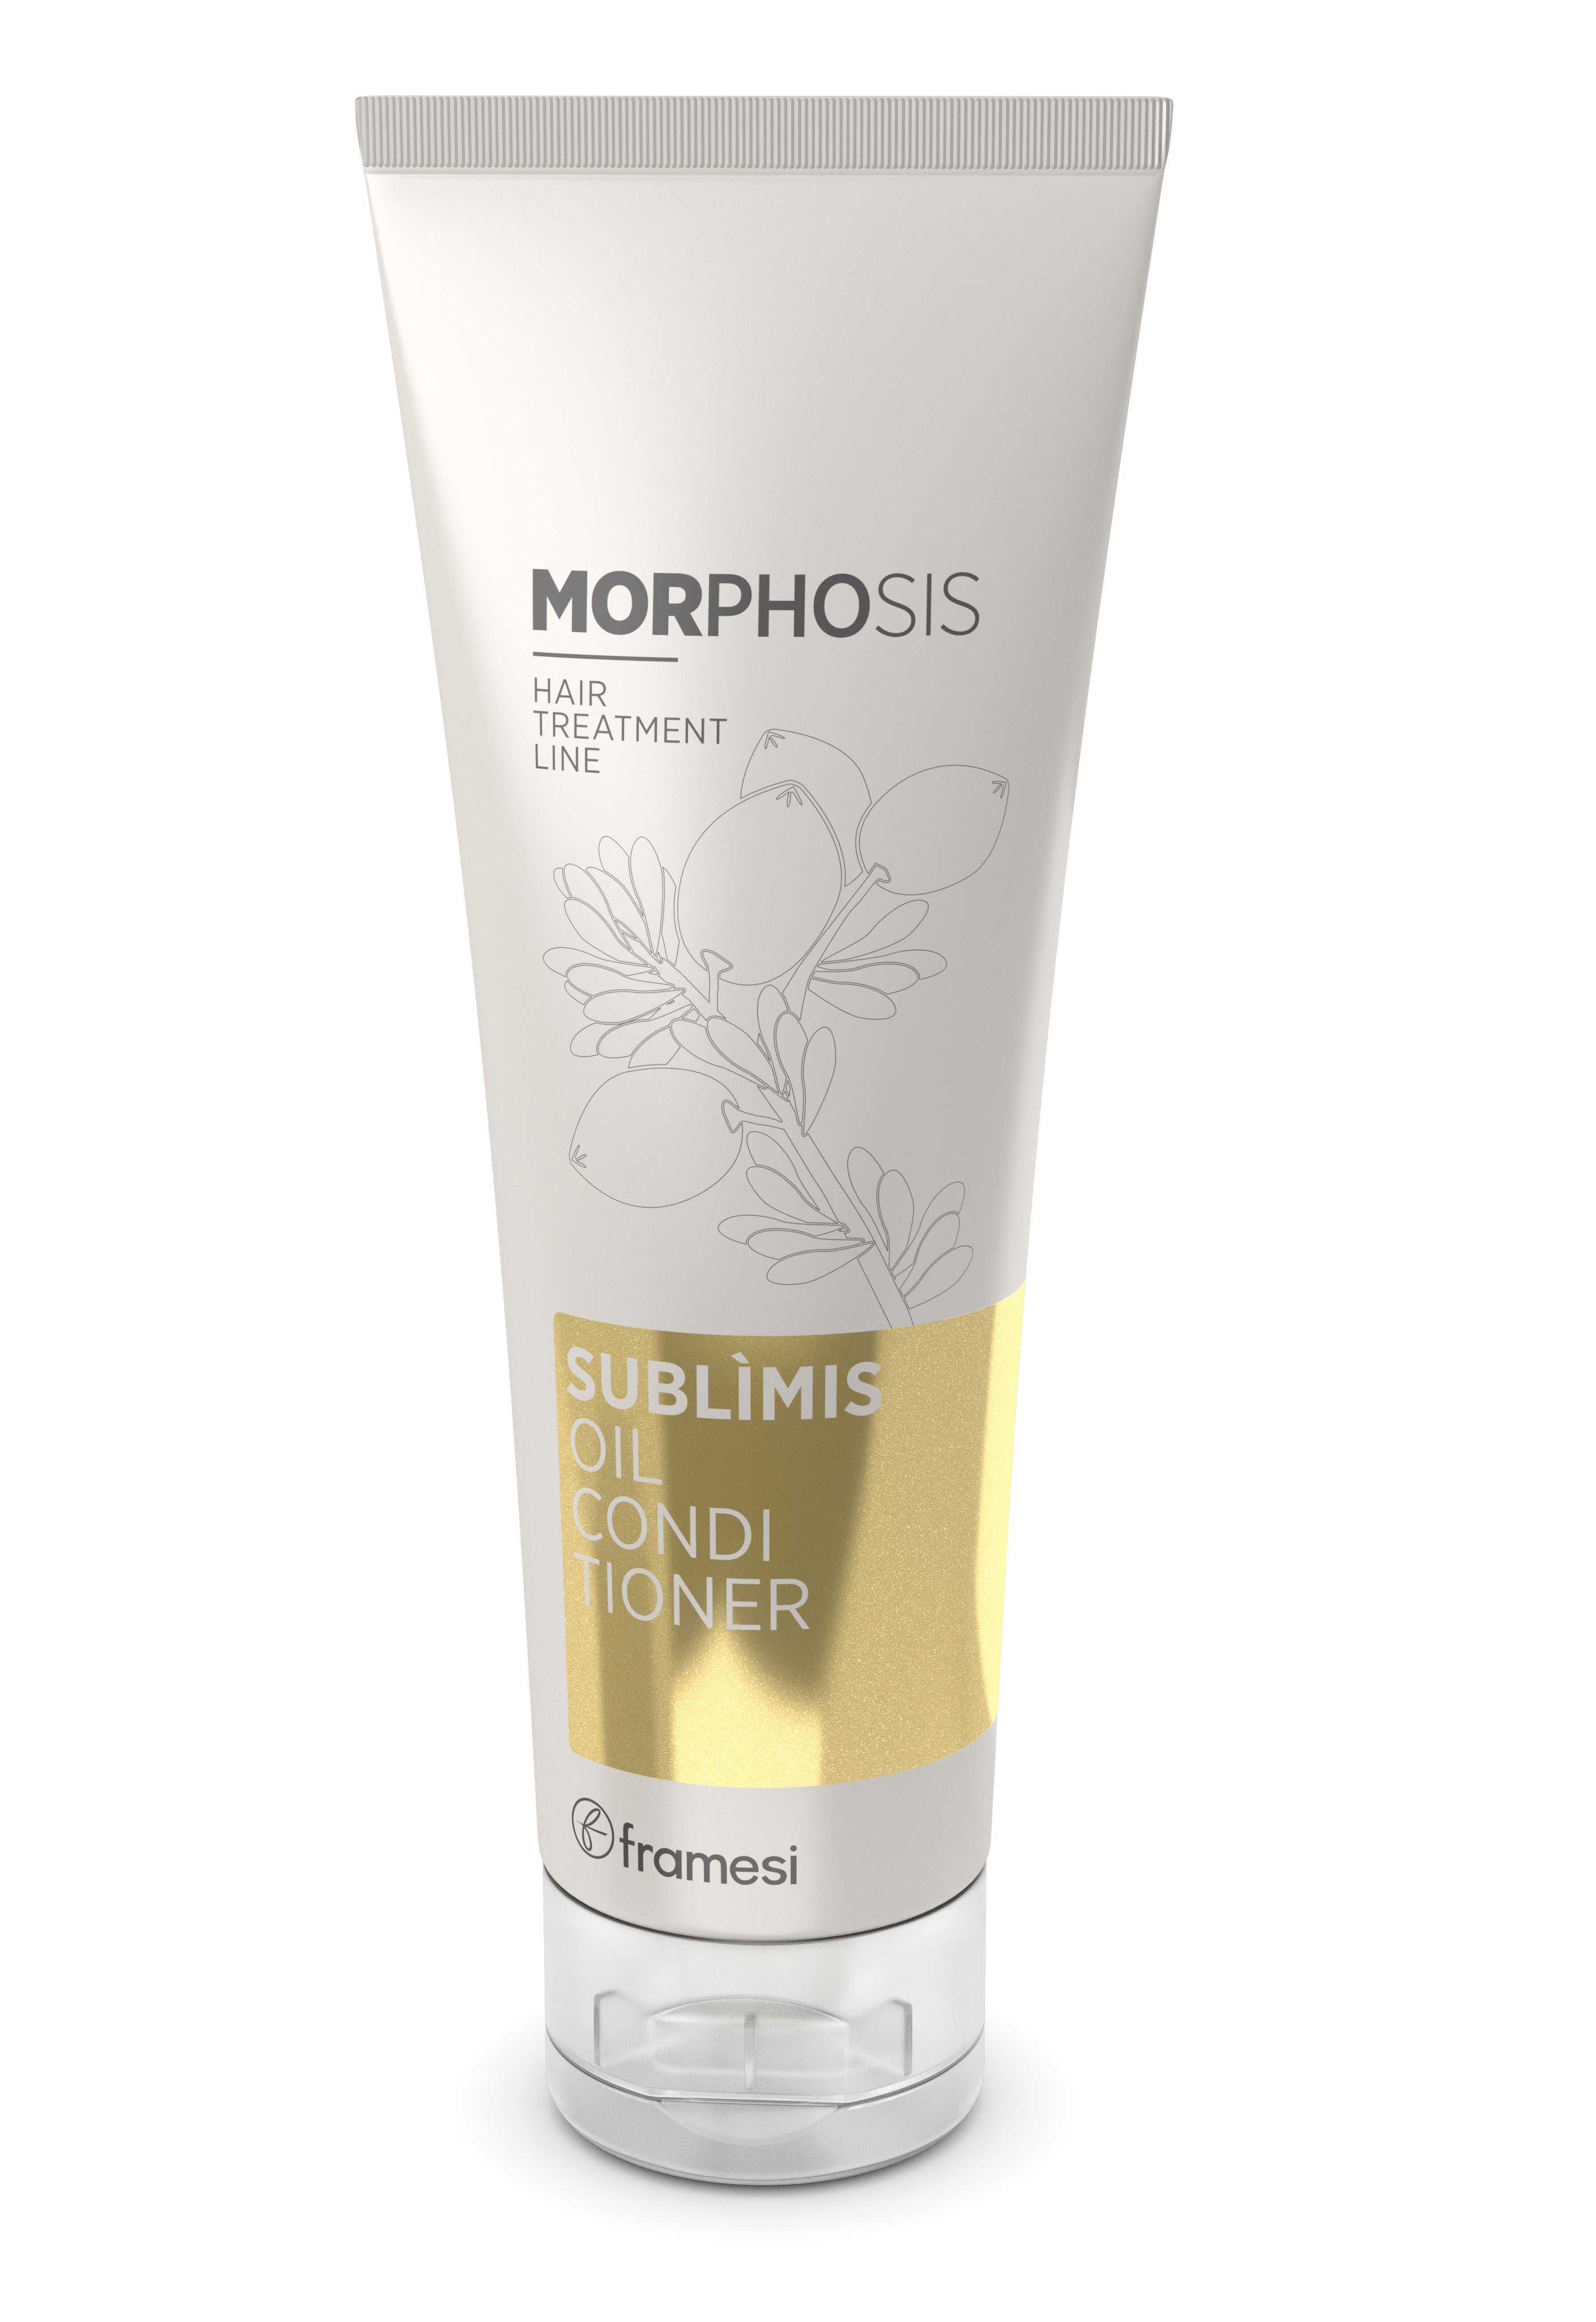 MORPHOSIS
HAIR
TREATMENT
LINE
SUBLÌMIS
OIL
CONDI
TIONER
framesi